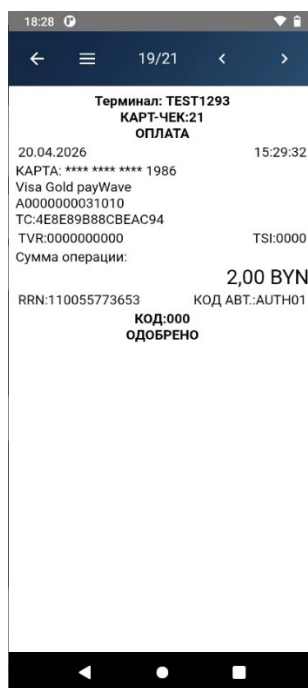 18:28
19/21
Терминал: TEST1293
КАРТ-ЧЕК:21
ОПЛАТА
20.04.2026 15:29:32
КАРТА: **** **** **** 1986
Visa Gold payWave
A0000000031010
TC:4E8E89B88CBEAC94
TVR:0000000000 TSI:0000
Сумма операции:
2,00 BYN
RRN:110055773653 КОД АВТ.:AUTH01
КОД:000
ОДОБРЕНО